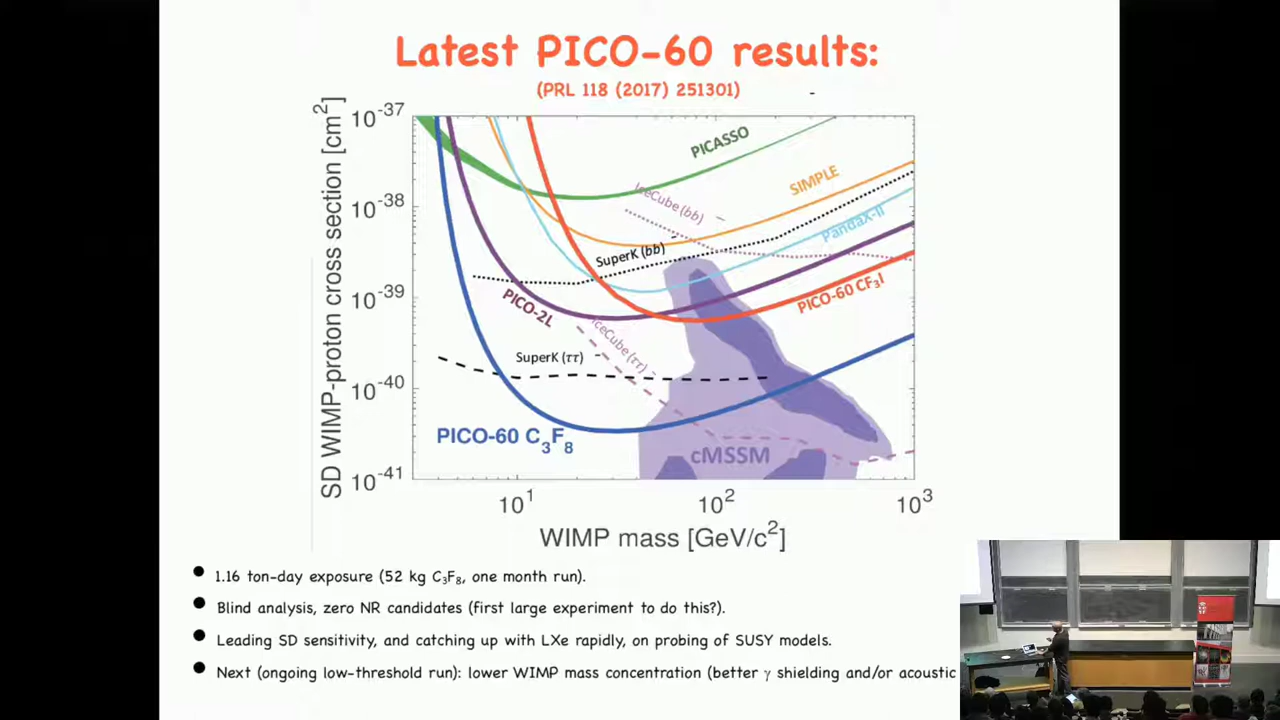 Latest PICO-60 results:
(PRL 118 (2017) 251301)
SD WIMP-proton cross section [cm²]
10⁻³⁷
10⁻³⁸
10⁻³⁹
10⁻⁴⁰
10⁻⁴¹
PICASSO
SIMPLE
IceCube (bb)
PandaX-II
SuperK (bb)
PICO-60 CF₃I
PICO-2L
IceCube (ττ)
SuperK (ττ)
PICO-60 C₃F₈
cMSSM
10¹
10²
10³
WIMP mass [GeV/c²]
● 1.16 ton-day exposure (52 kg C₃F₈, one month run).
● Blind analysis, zero NR candidates (first large experiment to do this?).
● Leading SD sensitivity, and catching up with LXe rapidly, on probing of SUSY models.
● Next (ongoing low-threshold run): lower WIMP mass concentration (better γ shielding and/or acoustic